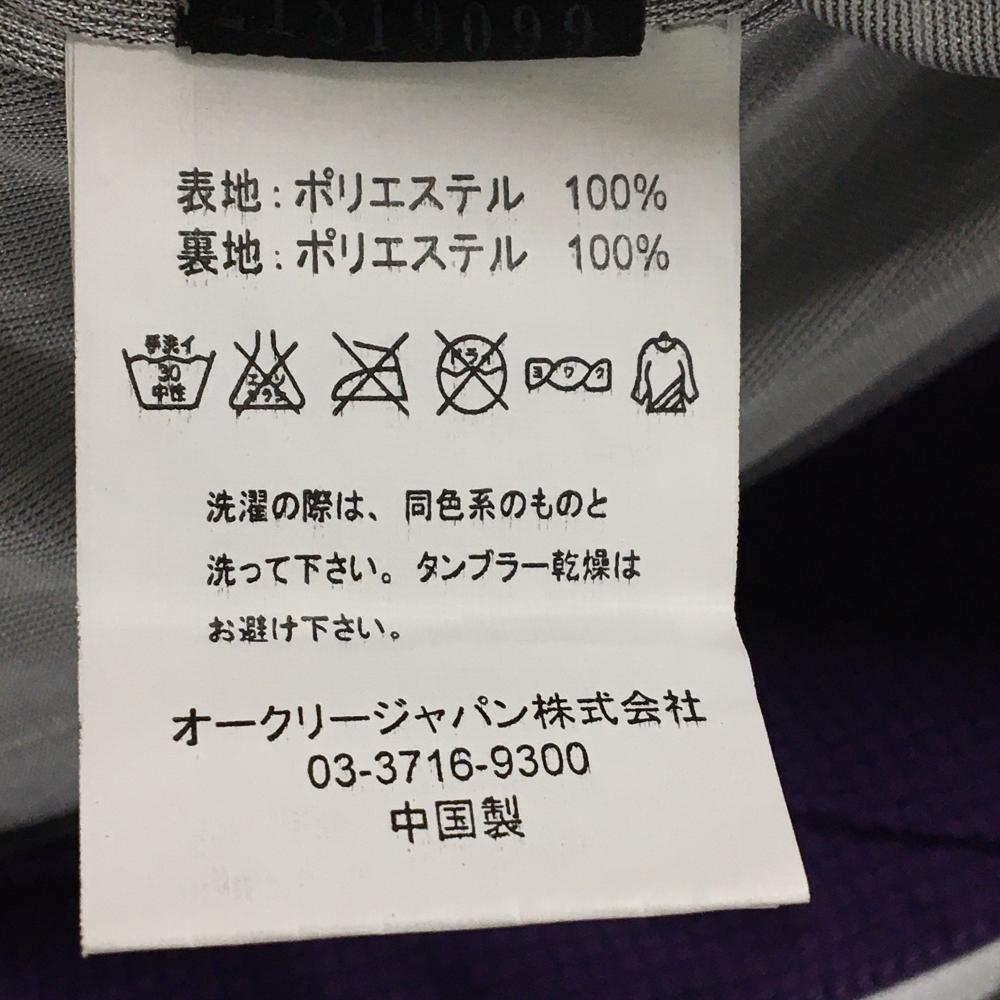 表地:ポリエステル 100%
裏地:ポリエステル 100%
手洗イ
30
中性
エンソ
サラシ
ドライ
ヨワク
洗濯の際は、同色系のものと
洗って下さい。タンブラー乾燥は
お避け下さい。
オークリージャパン株式会社
03-3716-9300
中国製